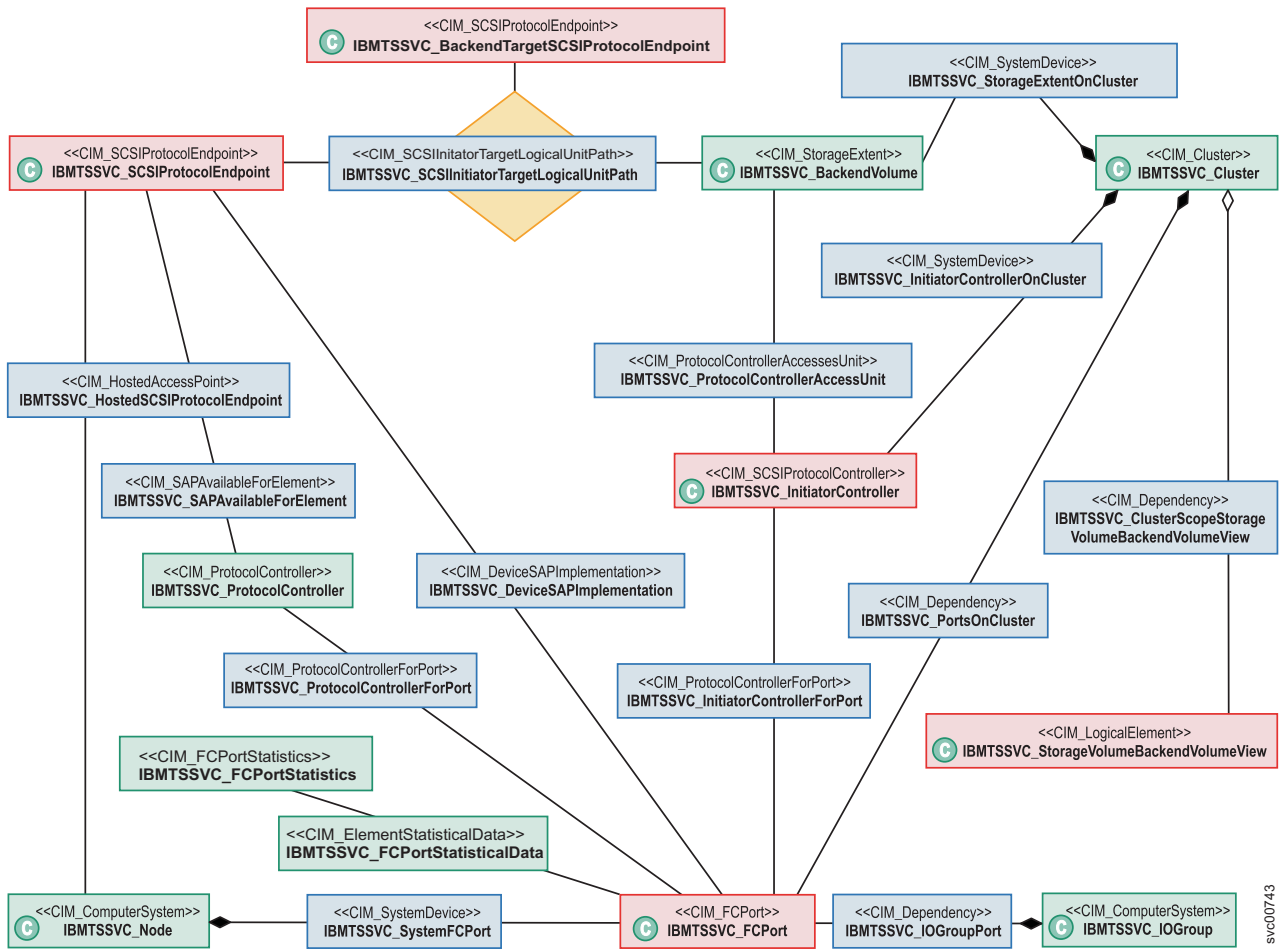 <<CIM_SCSIProtocolEndpoint>>
C
IBMTSSVC_BackendTargetSCSIProtocolEndpoint
<<CIM_SystemDevice>>
IBMTSSVC_StorageExtentOnCluster
<<CIM_SCSIProtocolEndpoint>>
C
IBMTSSVC_SCSIProtocolEndpoint
<<CIM_SCSIInitatorTargetLogicalUnitPath>>
IBMTSSVC_SCSIInitiatorTargetLogicalUnitPath
<<CIM_StorageExtent>>
C
IBMTSSVC_BackendVolume
<<CIM_Cluster>>
C
IBMTSSVC_Cluster
<<CIM_SystemDevice>>
IBMTSSVC_InitiatorControllerOnCluster
<<CIM_ProtocolControllerAccessesUnit>>
IBMTSSVC_ProtocolControllerAccessUnit
<<CIM_HostedAccessPoint>>
IBMTSSVC_HostedSCSIProtocolEndpoint
<<CIM_SAPAvailableForElement>>
IBMTSSVC_SAPAvailableForElement
<<CIM_SCSIProtocolController>>
C
IBMTSSVC_InitiatorController
<<CIM_Dependency>>
IBMTSSVC_ClusterScopeStorage
VolumeBackendVolumeView
<<CIM_ProtocolController>>
IBMTSSVC_ProtocolController
<<CIM_DeviceSAPImplementation>>
IBMTSSVC_DeviceSAPImplementation
<<CIM_Dependency>>
IBMTSSVC_PortsOnCluster
<<CIM_ProtocolControllerForPort>>
IBMTSSVC_ProtocolControllerForPort
<<CIM_ProtocolControllerForPort>>
IBMTSSVC_InitiatorControllerForPort
<<CIM_LogicalElement>>
C
IBMTSSVC_StorageVolumeBackendVolumeView
<<CIM_FCPortStatistics>>
IBMTSSVC_FCPortStatistics
<<CIM_ElementStatisticalData>>
IBMTSSVC_FCPortStatisticalData
<<CIM_ComputerSystem>>
C
IBMTSSVC_Node
<<CIM_SystemDevice>>
IBMTSSVC_SystemFCPort
<<CIM_FCPort>>
C
IBMTSSVC_FCPort
<<CIM_Dependency>>
IBMTSSVC_IOGroupPort
<<CIM_ComputerSystem>>
C
IBMTSSVC_IOGroup
svc00743